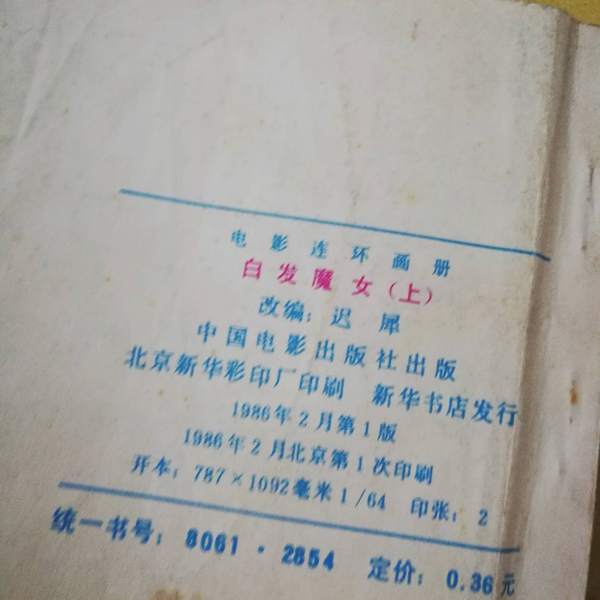 电影连环画册
白发魔女(上)
改编: 迟犀
中国电影出版社出版
北京新华彩印厂印刷 新华书店发行
1986年2月第1版
1986年2月北京第1次印刷
开本: 787×1092毫米1/64 印张: 2
统一书号: 8061·2854 定价: 0.36元